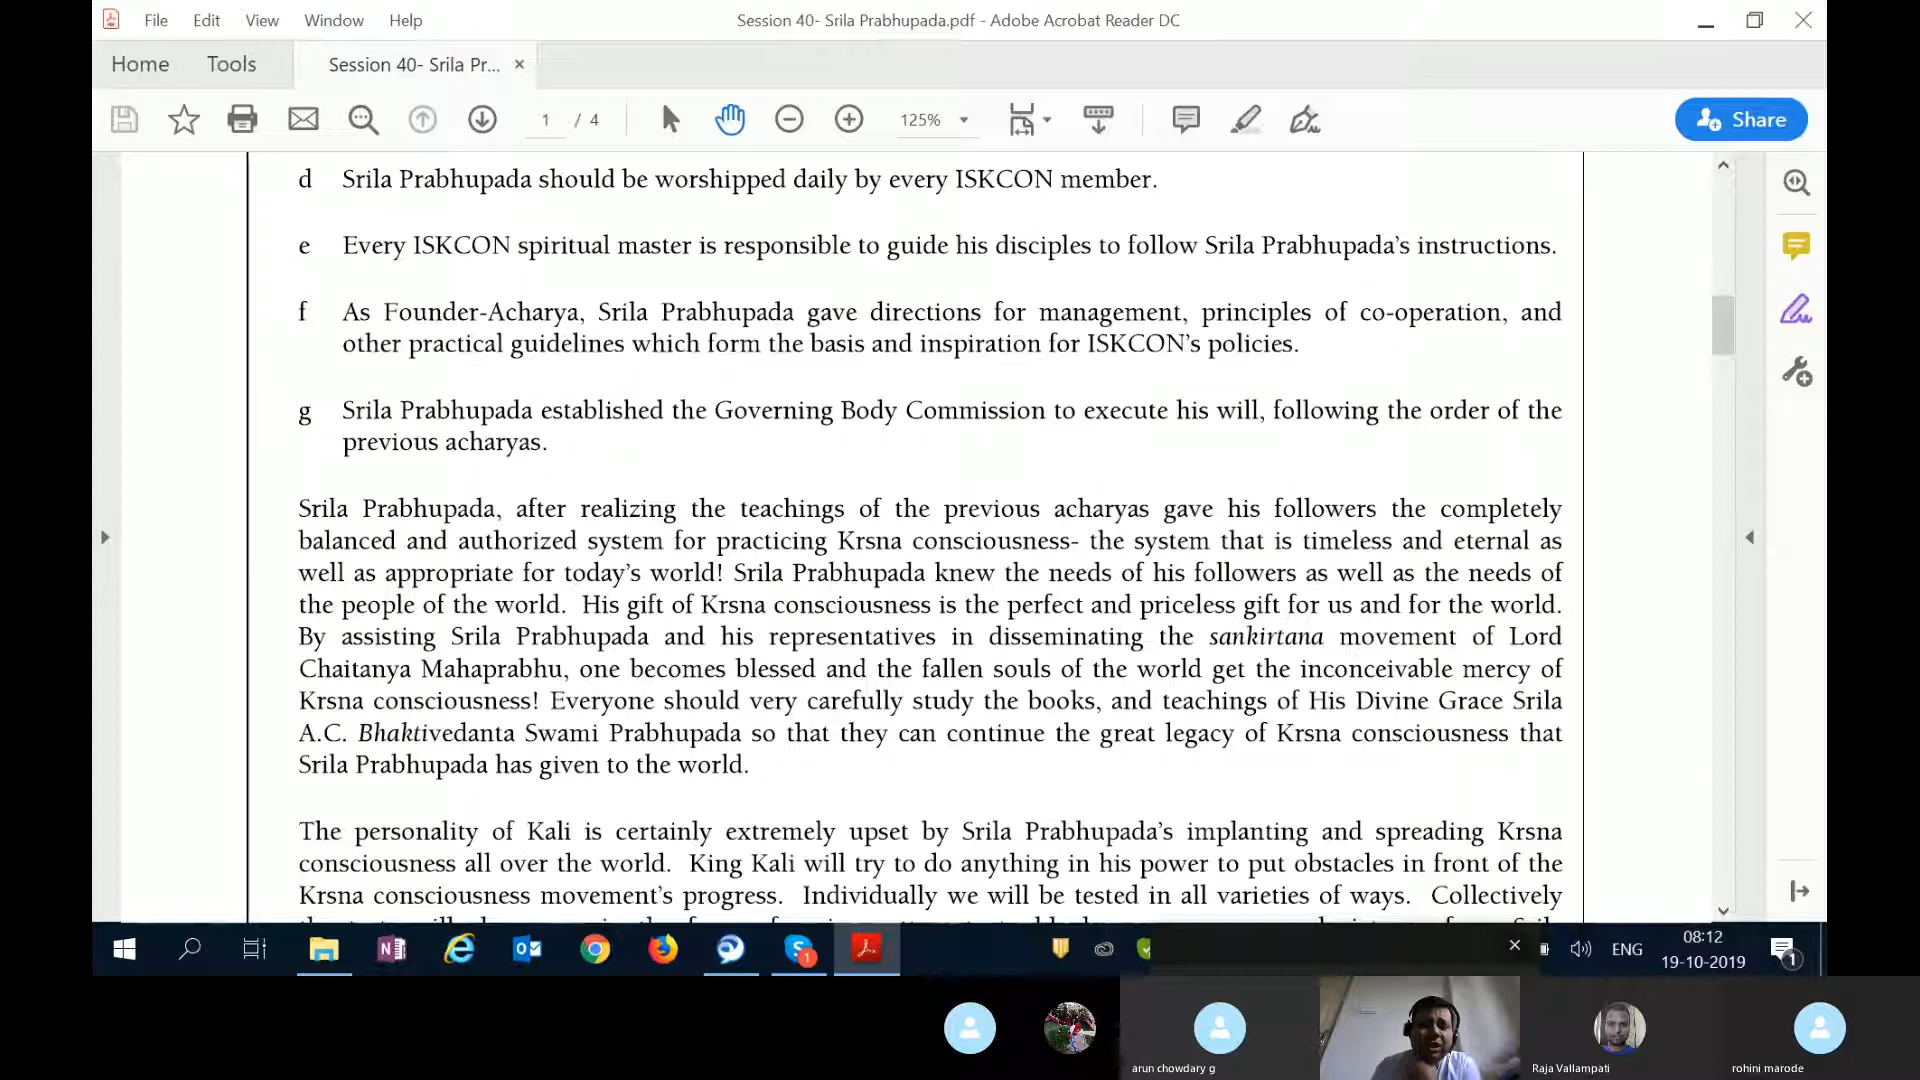 File Edit View Window Help
Session 40- Srila Prabhupada.pdf - Adobe Acrobat Reader DC
Home Tools Session 40- Srila Pr... ×
1 / 4 125% Share
d Srila Prabhupada should be worshipped daily by every ISKCON member.
e Every ISKCON spiritual master is responsible to guide his disciples to follow Srila Prabhupada’s instructions.
f As Founder-Acharya, Srila Prabhupada gave directions for management, principles of co-operation, and
other practical guidelines which form the basis and inspiration for ISKCON’s policies.
g Srila Prabhupada established the Governing Body Commission to execute his will, following the order of the
previous acharyas.
Srila Prabhupada, after realizing the teachings of the previous acharyas gave his followers the completely
balanced and authorized system for practicing Krsna consciousness- the system that is timeless and eternal as
well as appropriate for today’s world! Srila Prabhupada knew the needs of his followers as well as the needs of
the people of the world. His gift of Krsna consciousness is the perfect and priceless gift for us and for the world.
By assisting Srila Prabhupada and his representatives in disseminating the sankirtana movement of Lord
Chaitanya Mahaprabhu, one becomes blessed and the fallen souls of the world get the inconceivable mercy of
Krsna consciousness! Everyone should very carefully study the books, and teachings of His Divine Grace Srila
A.C. Bhaktivedanta Swami Prabhupada so that they can continue the great legacy of Krsna consciousness that
Srila Prabhupada has given to the world.
The personality of Kali is certainly extremely upset by Srila Prabhupada’s implanting and spreading Krsna
consciousness all over the world. King Kali will try to do anything in his power to put obstacles in front of the
Krsna consciousness movement’s progress. Individually we will be tested in all varieties of ways. Collectively
ENG
08:12
19-10-2019
1
1
arun chowdary g
Raja Vallampati
rohini marode